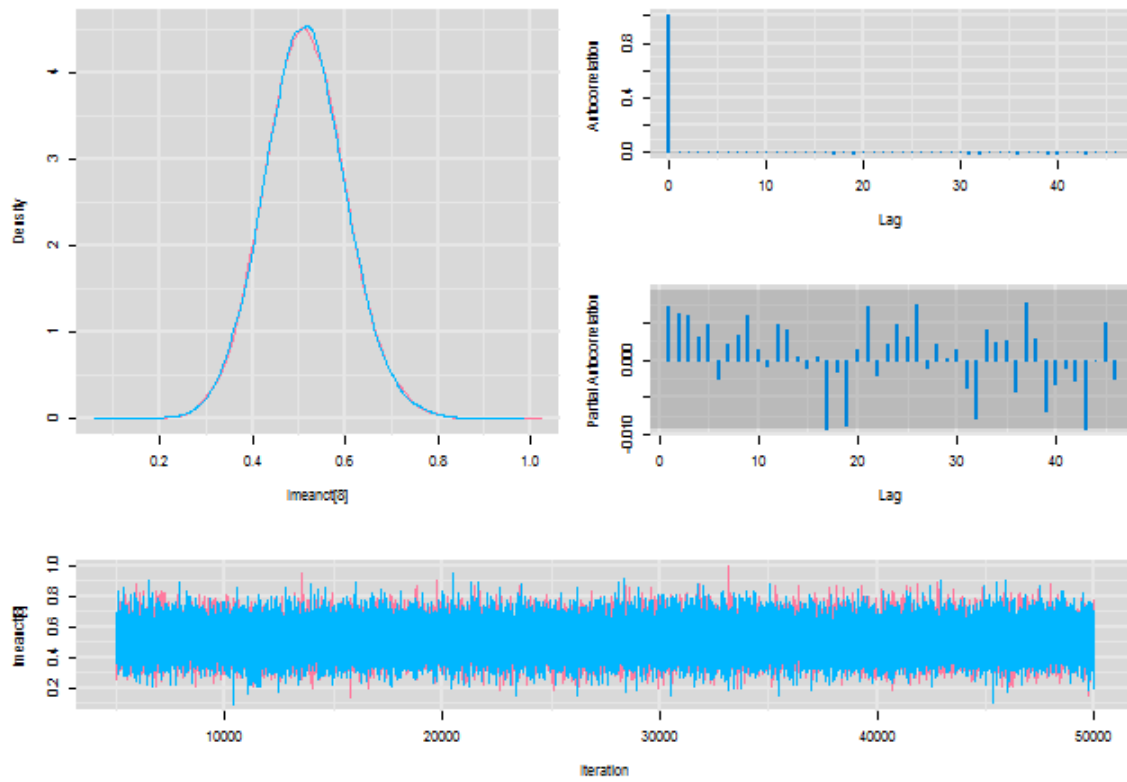 Density
4
3
2
1
0
0.2 0.4 0.6 0.8 1.0
lmeanct[8]
Autocorrelation
0.8
0.4
0.0
0 10 20 30 40
Lag
Partial Autocorrelation
0.000
-0.010
0 10 20 30 40
Lag
lmeanct[8]
1.0
0.8
0.6
0.4
0.2
10000 20000 30000 40000 50000
Iteration